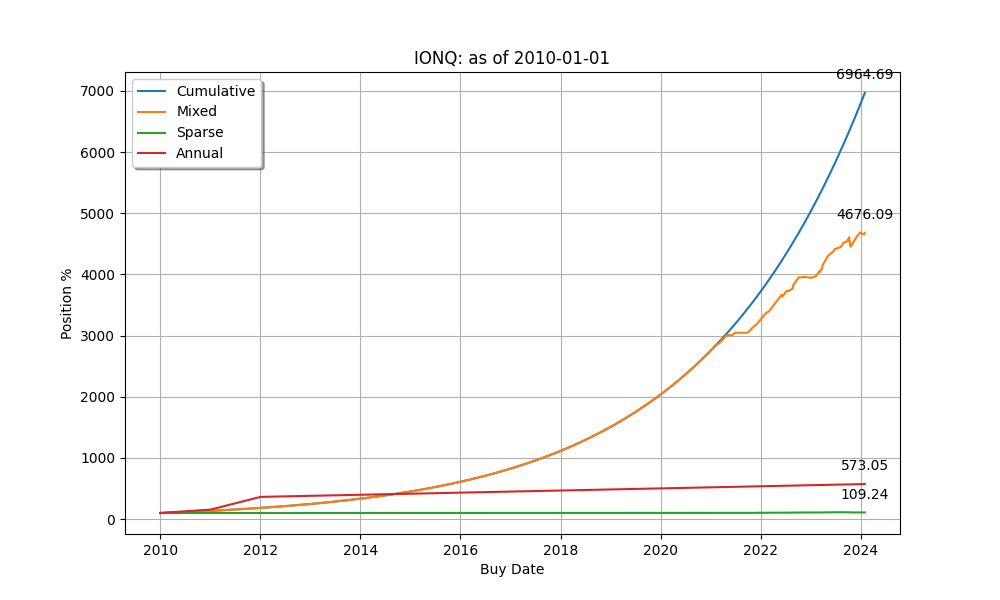 IONQ: as of 2010-01-01
6964.69
Cumulative
Mixed
Sparse
Annual
4676.09
573.05
109.24
7000
6000
5000
4000
3000
2000
1000
0
Position %
2010 2012 2014 2016 2018 2020 2022 2024
Buy Date